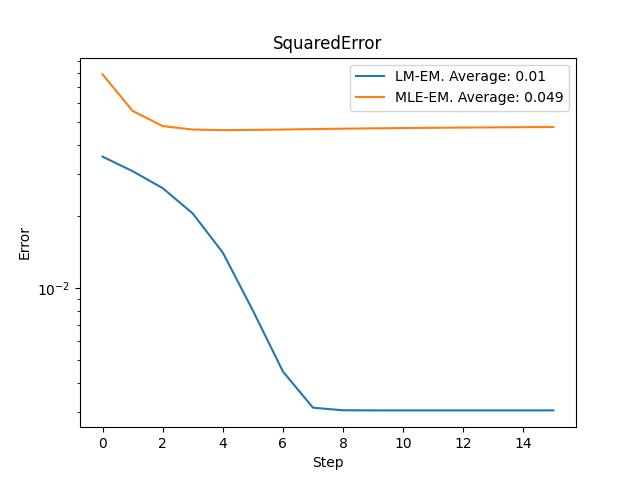 SquaredError
LM-EM. Average: 0.01
MLE-EM. Average: 0.049
Error
10⁻²
0 2 4 6 8 10 12 14
Step